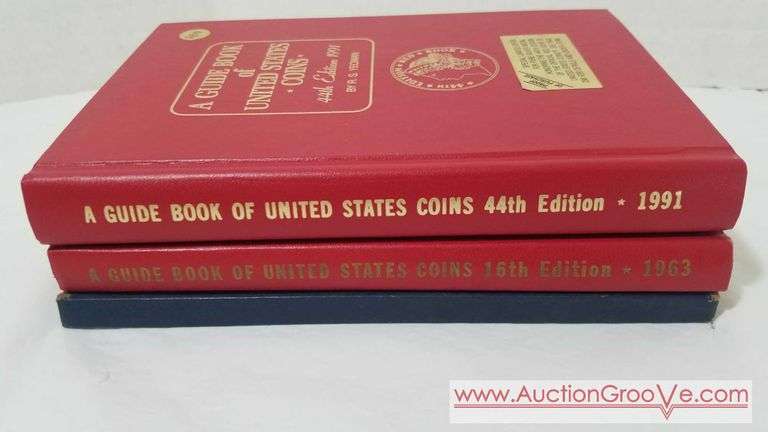 A GUIDE BOOK
of
UNITED STATES
★ COINS ★
44th Edition 1991
BY R. S. YEOMAN
A GUIDE BOOK OF UNITED STATES COINS 44th Edition ★ 1991
A GUIDE BOOK OF UNITED STATES COINS 16th Edition ★ 1963
www.AuctionGrooVe.com